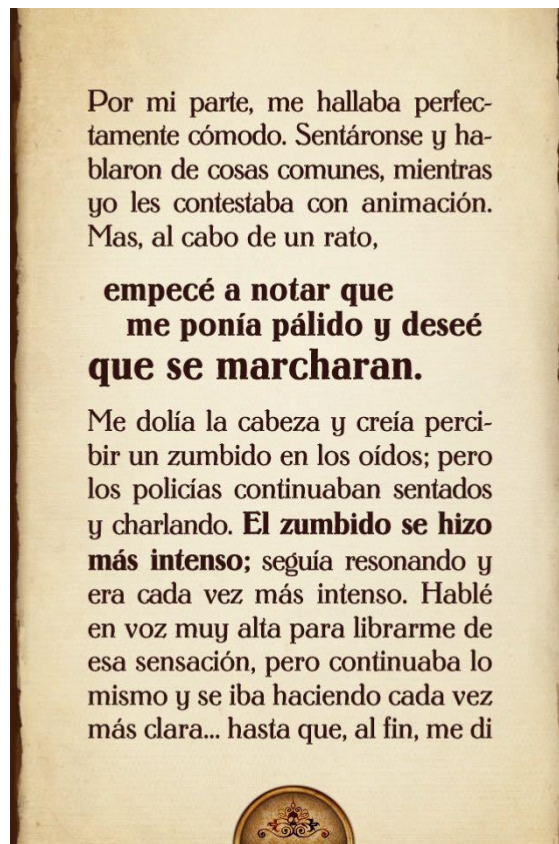 Por mi parte, me hallaba perfec-
tamente cómodo. Sentáronse y ha-
blaron de cosas comunes, mientras
yo les contestaba con animación.
Mas, al cabo de un rato,
empecé a notar que
me ponía pálido y deseé
que se marcharan.
Me dolía la cabeza y creía perci-
bir un zumbido en los oídos; pero
los policías continuaban sentados
y charlando. El zumbido se hizo
más intenso; seguía resonando y
era cada vez más intenso. Hablé
en voz muy alta para librarme de
esa sensación, pero continuaba lo
mismo y se iba haciendo cada vez
más clara... hasta que, al fin, me di